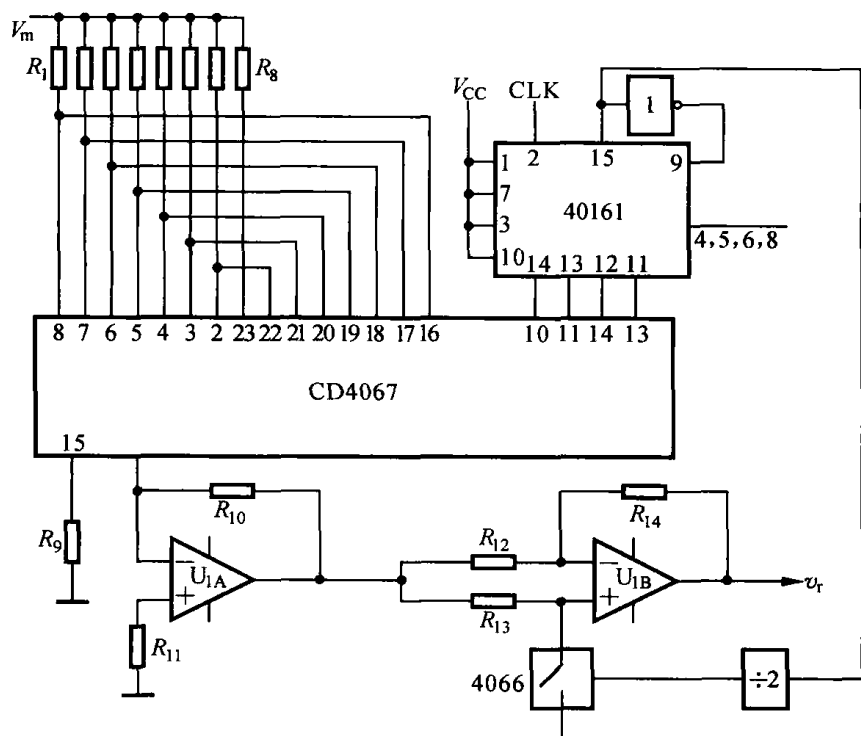 V_m
R_1
R_8
V_CC
CLK
1
1
2
15
9
7
40161
3
4,5,6,8
10
14
13
12
11
8
7
6
5
4
3
2
23
22
21
20
19
18
17
16
10
11
14
13
CD4067
15
R_10
R_14
R_9
R_12
−
U_1A
−
U_1B
v_r
+
+
R_13
R_11
4066
÷2